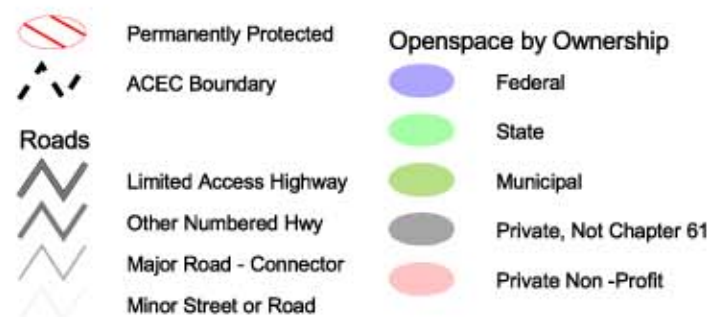 Permanently Protected
ACEC Boundary
Roads
Limited Access Highway
Other Numbered Hwy
Major Road - Connector
Minor Street or Road
Openspace by Ownership
Federal
State
Municipal
Private, Not Chapter 61
Private Non -Profit